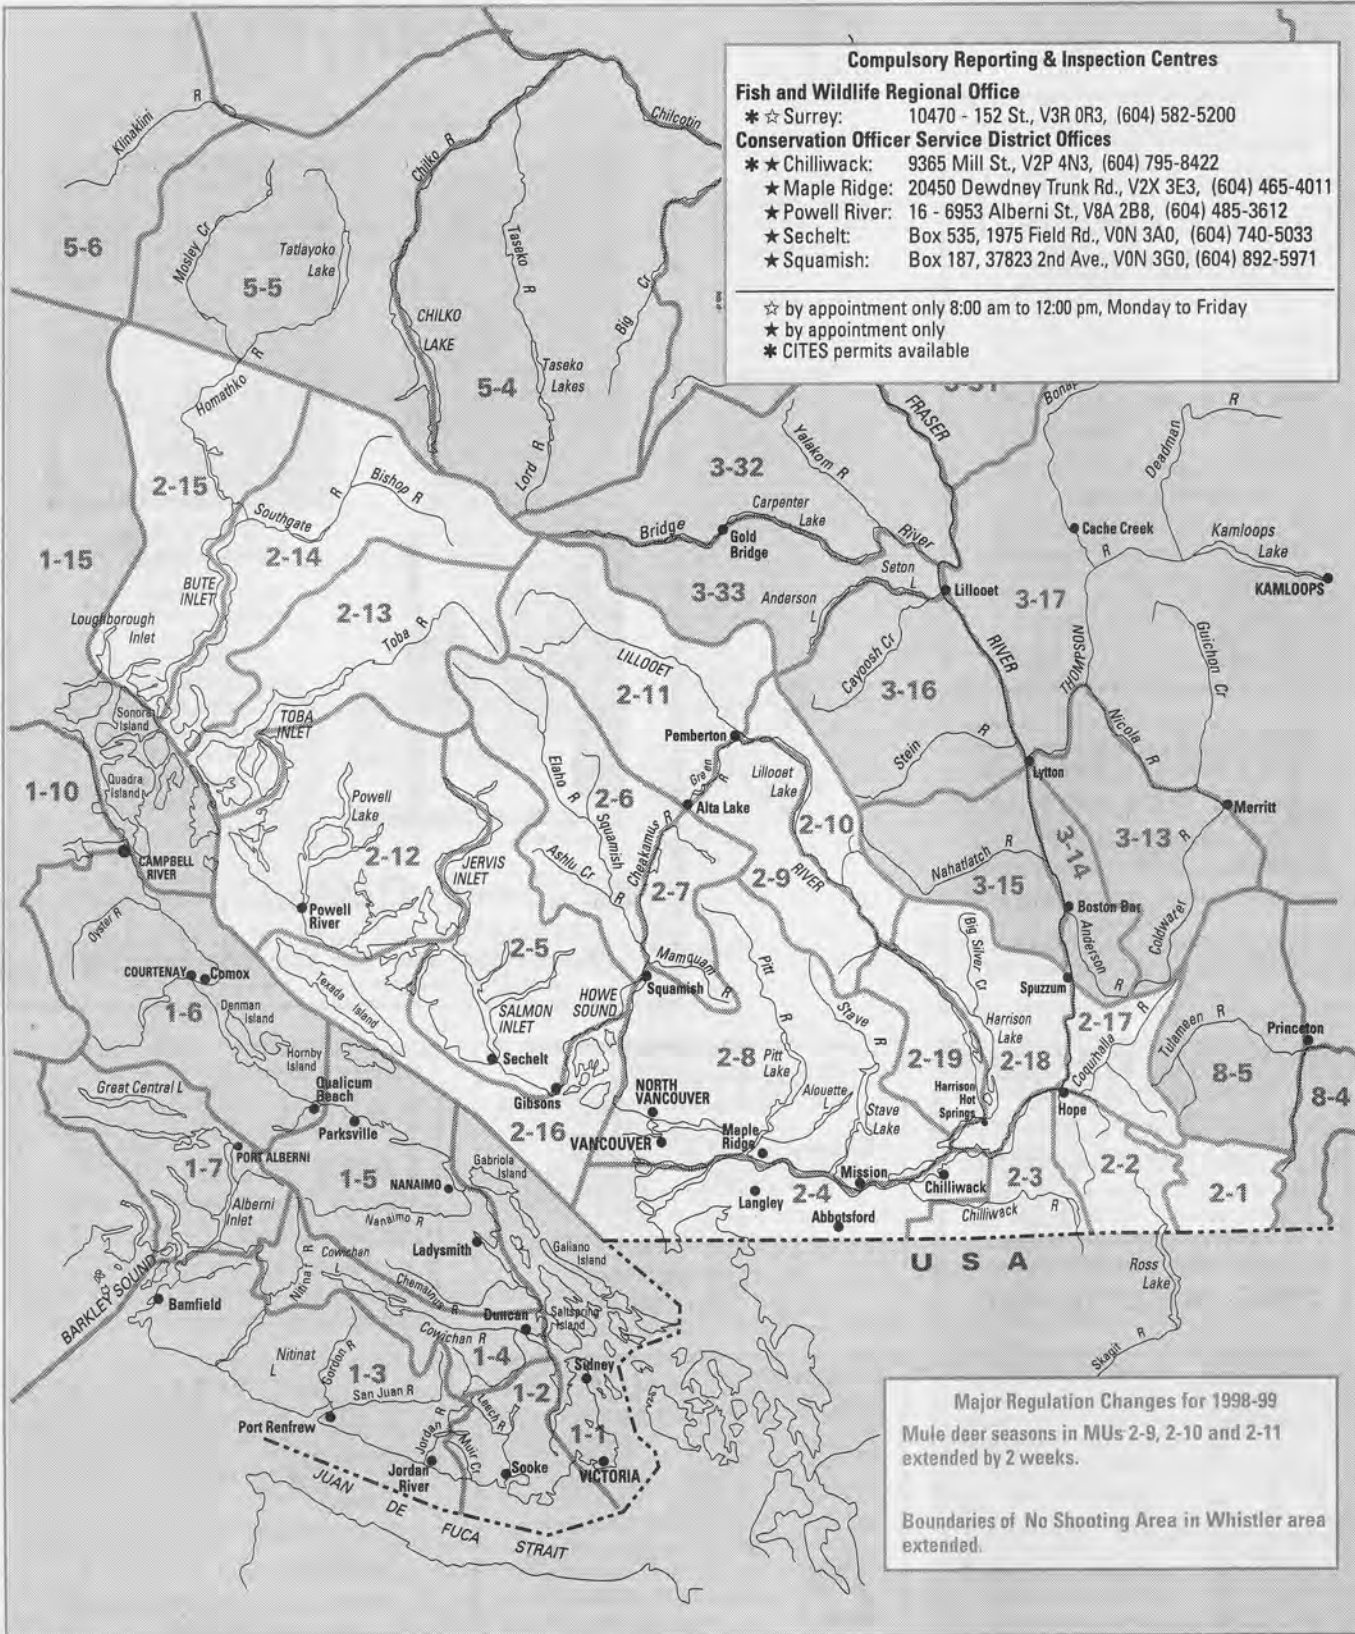 Compulsory Reporting & Inspection Centres
Fish and Wildlife Regional Office
✱ ☆ Surrey: 10470 - 152 St., V3R 0R3, (604) 582-5200
Conservation Officer Service District Offices
✱ ★ Chilliwack: 9365 Mill St., V2P 4N3, (604) 795-8422
★ Maple Ridge: 20450 Dewdney Trunk Rd., V2X 3E3, (604) 465-4011
★ Powell River: 16 - 6953 Alberni St., V8A 2B8, (604) 485-3612
★ Sechelt: Box 535, 1975 Field Rd., V0N 3A0, (604) 740-5033
★ Squamish: Box 187, 37823 2nd Ave., V0N 3G0, (604) 892-5971
☆ by appointment only 8:00 am to 12:00 pm, Monday to Friday
★ by appointment only
✱ CITES permits available
Klinaklini R
Chilko R
Chilcotin
5-6
Mosley Cr
Tatlayoko
Lake
5-5
Taseko R
Big Cr
CHILKO
LAKE
5-4
Taseko
Lakes
Homathko R
Lord R
FRASER
Bonap
Deadman R
3-32
Yalakom R
2-15
Bishop R
Southgate R
2-14
1-15
Carpenter
Lake
Bridge River
Gold
Bridge
Cache Creek
R
Kamloops
Lake
KAMLOOPS
BUTE
INLET
Seton
L
Lillooet
3-33
Anderson
L
3-17
2-13
Toba R
Loughborough
Inlet
Guichon Cr
LILLOOET
2-11
Cayoosh Cr
3-16
RIVER
THOMPSON
Sonora
Island
TOBA
INLET
Pemberton
Stein R
Nicola R
1-10
Quadra
Island
Elaho R
Green R
Lillooet
Lake
Lytton
Powell
Lake
2-6
Alta Lake
2-10
Merritt
CAMPBELL
RIVER
2-12
JERVIS
INLET
Squamish R
Ashlu Cr
Cheakamus R
2-7
2-9
RIVER
Nahatlatch R
3-15
3-14
3-13
Powell
River
Boston Bar
Oyster R
2-5
Mamquam R
Pitt R
Big Silver Cr
Anderson R
Coldwater R
COURTENAY
Comox
Texada Island
Squamish
Spuzzum
1-6
Denman
Island
SALMON
INLET
HOWE
SOUND
Stave R
Harrison
Lake
2-17
Coquihalla R
Tulameen R
Princeton
Hornby
Island
Sechelt
2-8
Pitt
Lake
2-19
2-18
8-5
Great Central L
Qualicum
Beach
Gibsons
NORTH
VANCOUVER
Alouette
L
Harrison
Hot
Springs
Hope
8-4
Parksville
2-16
VANCOUVER
Maple
Ridge
Stave
Lake
PORT ALBERNI
1-7
1-5
Gabriola
Island
Mission
Chilliwack
2-3
2-2
2-1
Alberni
Inlet
NANAIMO
Langley
2-4
Abbotsford
Chilliwack R
Nanaimo R
Ladysmith
Galiano
Island
U S A
Ross
Lake
BARKLEY SOUND
Bamfield
Nitinat R
Cowichan
L
Chemainus R
Duncan
Saltspring
Island
Skagit R
Nitinat
L
Gordon R
1-3
Cowichan R
1-4
Sidney
San Juan R
1-2
Port Renfrew
Jordan R
Leech R
Muir Cr
1-1
Jordan
River
Sooke
VICTORIA
JUAN DE FUCA STRAIT
Major Regulation Changes for 1998-99
Mule deer seasons in MUs 2-9, 2-10 and 2-11
extended by 2 weeks.
Boundaries of No Shooting Area in Whistler area
extended.